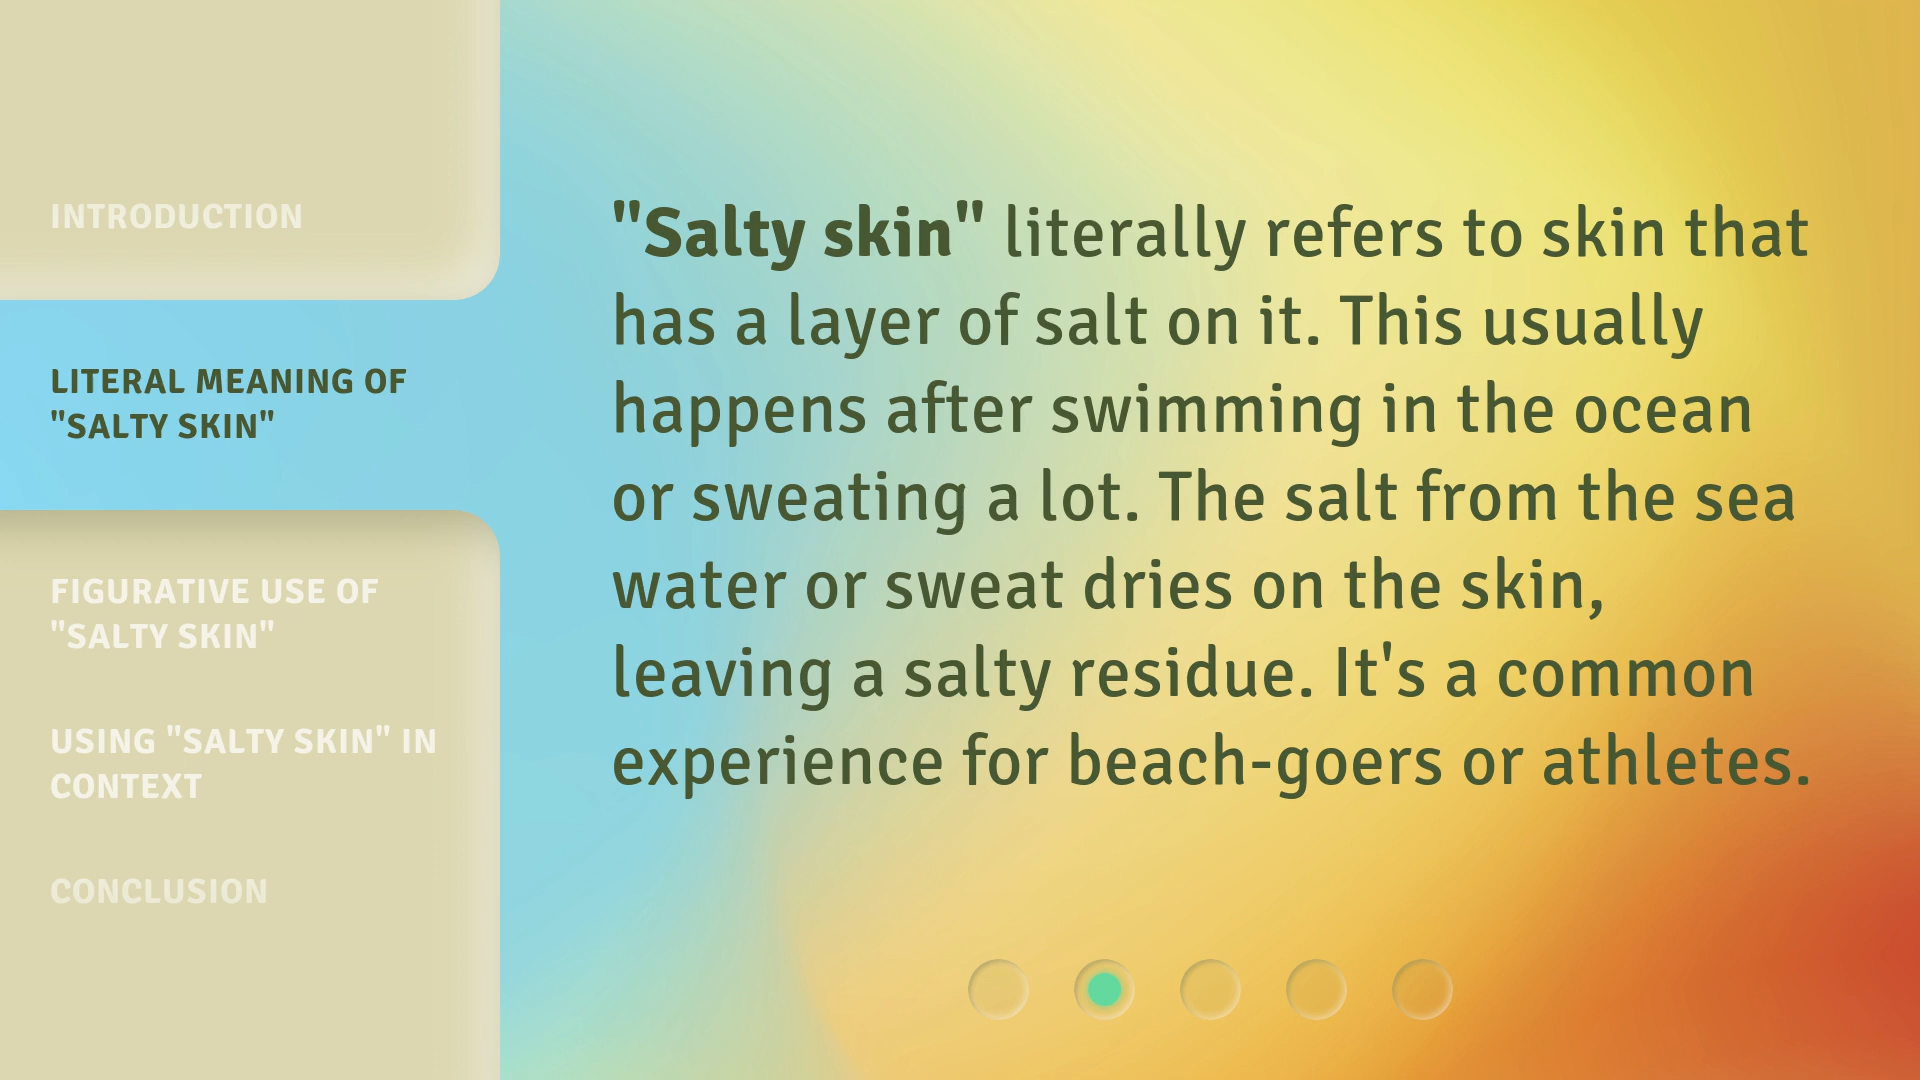 INTRODUCTION
LITERAL MEANING OF
"SALTY SKIN"
FIGURATIVE USE OF
"SALTY SKIN"
USING "SALTY SKIN" IN
CONTEXT
CONCLUSION
"Salty skin" literally refers to skin that
has a layer of salt on it. This usually
happens after swimming in the ocean
or sweating a lot. The salt from the sea
water or sweat dries on the skin,
leaving a salty residue. It's a common
experience for beach-goers or athletes.